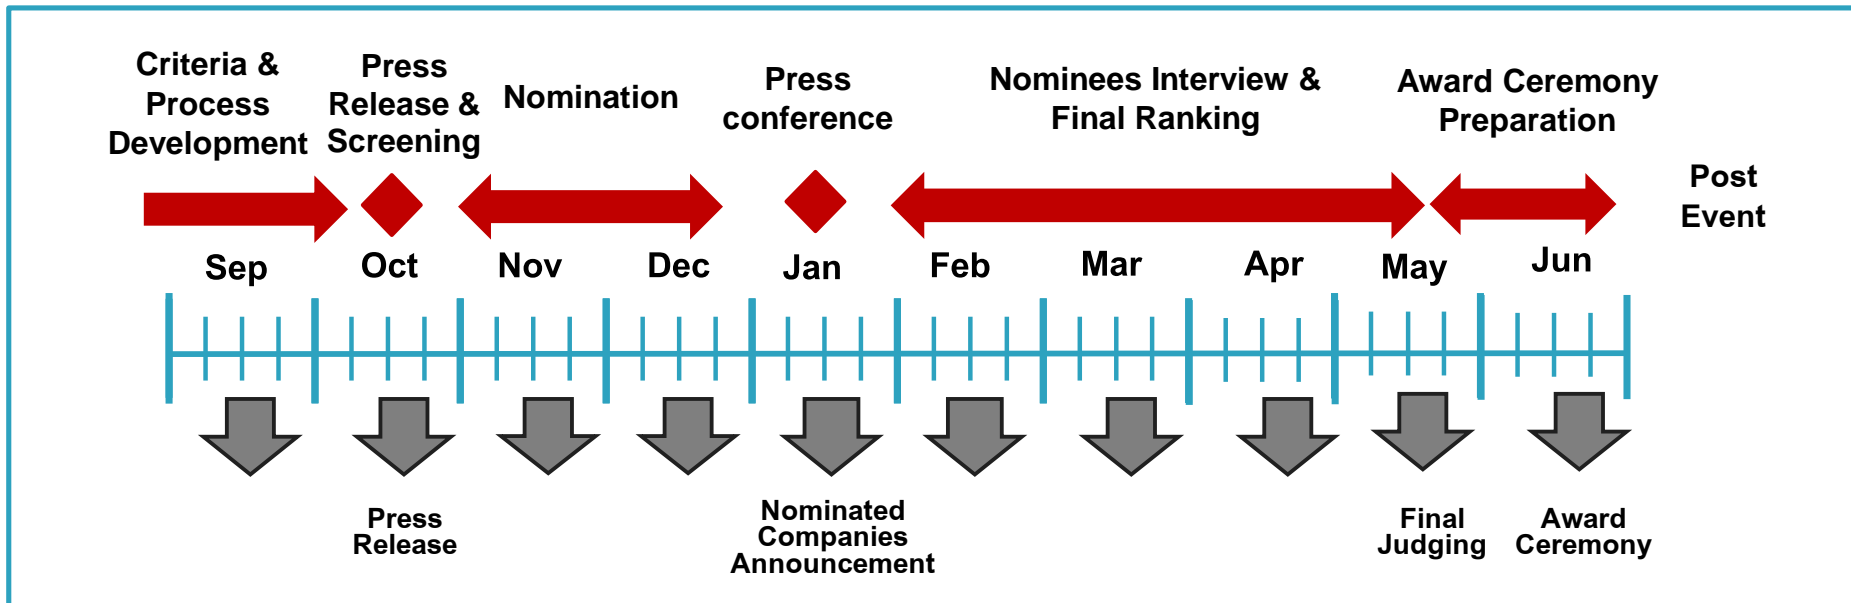 Criteria &
Process
Development
Press
Release &
Screening
Nomination
Press
conference
Nominees Interview &
Final Ranking
Award Ceremony
Preparation
Post
Event
Sep Oct Nov Dec Jan Feb Mar Apr May Jun
Press
Release
Nominated
Companies
Announcement
Final
Judging
Award
Ceremony